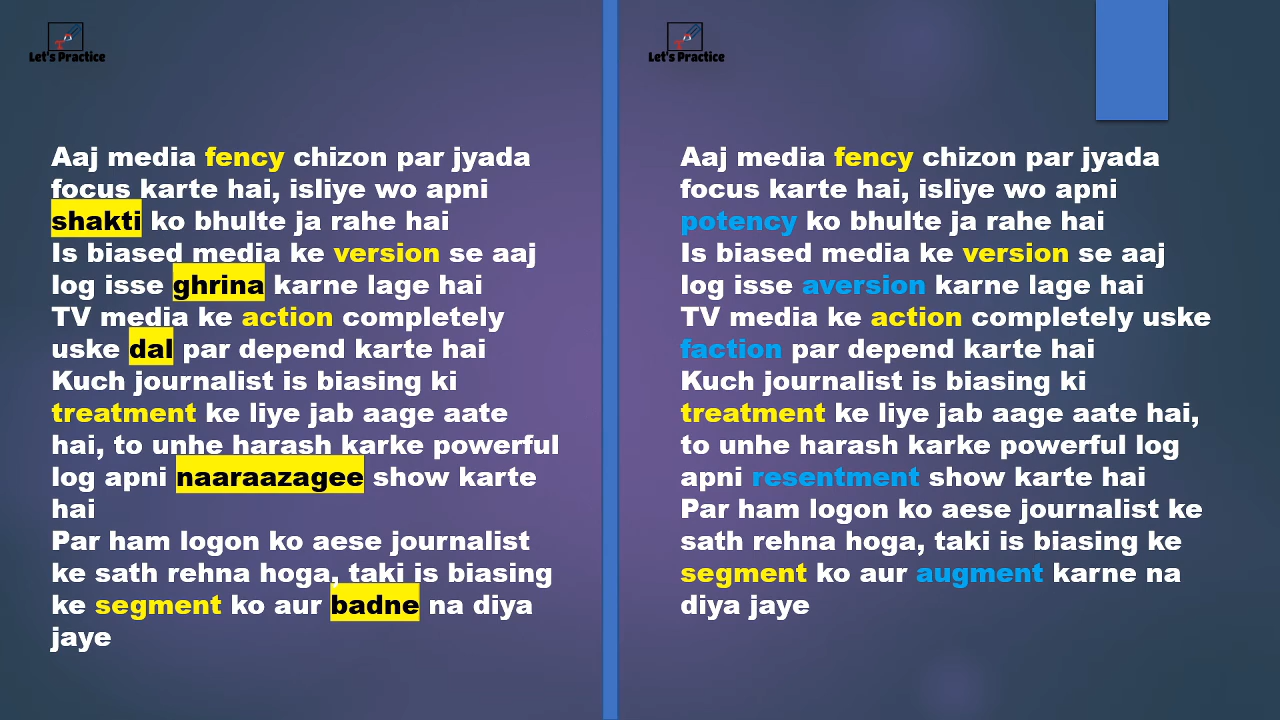 Let's Practice
Aaj media fency chizon par jyada
focus karte hai, isliye wo apni
shakti ko bhulte ja rahe hai
Is biased media ke version se aaj
log isse ghrina karne lage hai
TV media ke action completely
uske dal par depend karte hai
Kuch journalist is biasing ki
treatment ke liye jab aage aate
hai, to unhe harash karke powerful
log apni naaraazagee show karte
hai
Par ham logon ko aese journalist
ke sath rehna hoga, taki is biasing
ke segment ko aur badne na diya
jaye
Let's Practice
Aaj media fency chizon par jyada
focus karte hai, isliye wo apni
potency ko bhulte ja rahe hai
Is biased media ke version se aaj
log isse aversion karne lage hai
TV media ke action completely uske
faction par depend karte hai
Kuch journalist is biasing ki
treatment ke liye jab aage aate hai,
to unhe harash karke powerful log
apni resentment show karte hai
Par ham logon ko aese journalist ke
sath rehna hoga, taki is biasing ke
segment ko aur augment karne na
diya jaye